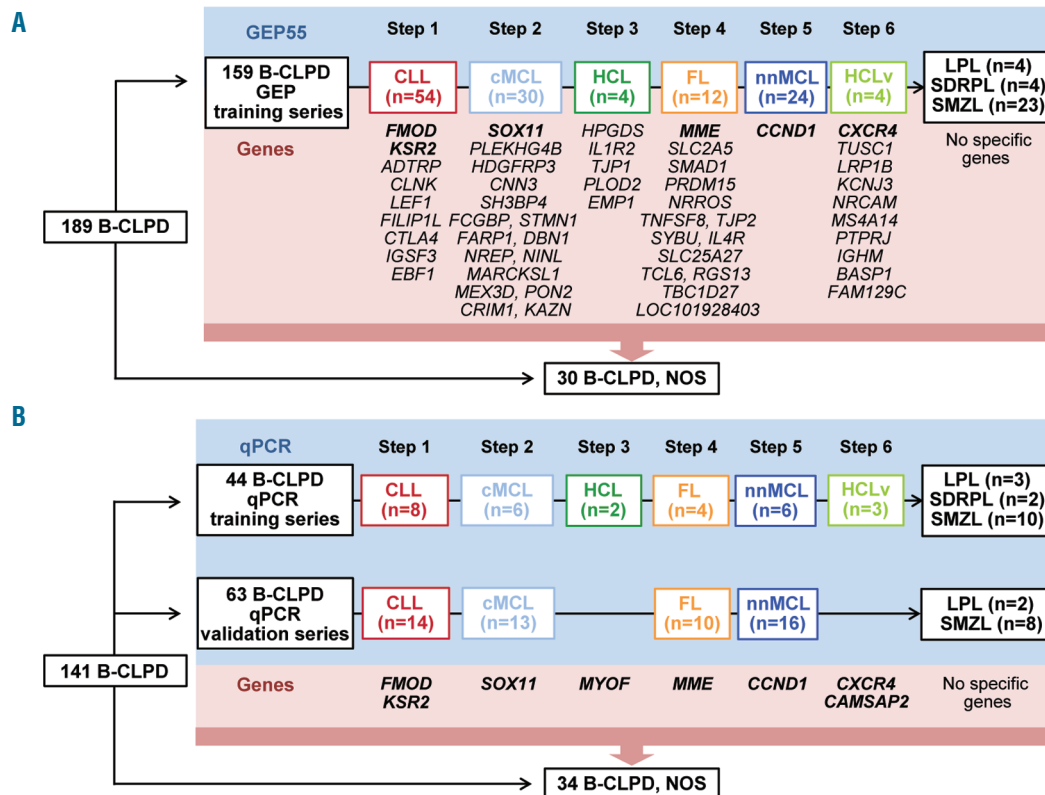 A
GEP55
Step 1
Step 2
Step 3
Step 4
Step 5
Step 6
159 B-CLPD
GEP
training series
CLL
(n=54)
cMCL
(n=30)
HCL
(n=4)
FL
(n=12)
nnMCL
(n=24)
HCLv
(n=4)
LPL (n=4)
SDRPL (n=4)
SMZL (n=23)
Genes
FMOD
KSR2
ADTRP
CLNK
LEF1
FILIP1L
CTLA4
IGSF3
EBF1
SOX11
PLEKHG4B
HDGFRP3
CNN3
SH3BP4
FCGBP, STMN1
FARP1, DBN1
NREP, NINL
MARCKSL1
MEX3D, PON2
CRIM1, KAZN
HPGDS
IL1R2
TJP1
PLOD2
EMP1
MME
SLC2A5
SMAD1
PRDM15
NRROS
TNFSF8, TJP2
SYBU, IL4R
SLC25A27
TCL6, RGS13
TBC1D27
LOC101928403
CCND1
CXCR4
TUSC1
LRP1B
KCNJ3
NRCAM
MS4A14
PTPRJ
IGHM
BASP1
FAM129C
No specific
genes
189 B-CLPD
30 B-CLPD, NOS
B
qPCR
Step 1
Step 2
Step 3
Step 4
Step 5
Step 6
44 B-CLPD
qPCR
training series
CLL
(n=8)
cMCL
(n=6)
HCL
(n=2)
FL
(n=4)
nnMCL
(n=6)
HCLv
(n=3)
LPL (n=3)
SDRPL (n=2)
SMZL (n=10)
63 B-CLPD
qPCR
validation series
CLL
(n=14)
cMCL
(n=13)
FL
(n=10)
nnMCL
(n=16)
LPL (n=2)
SMZL (n=8)
141 B-CLPD
Genes
FMOD
KSR2
SOX11
MYOF
MME
CCND1
CXCR4
CAMSAP2
No specific
genes
34 B-CLPD, NOS